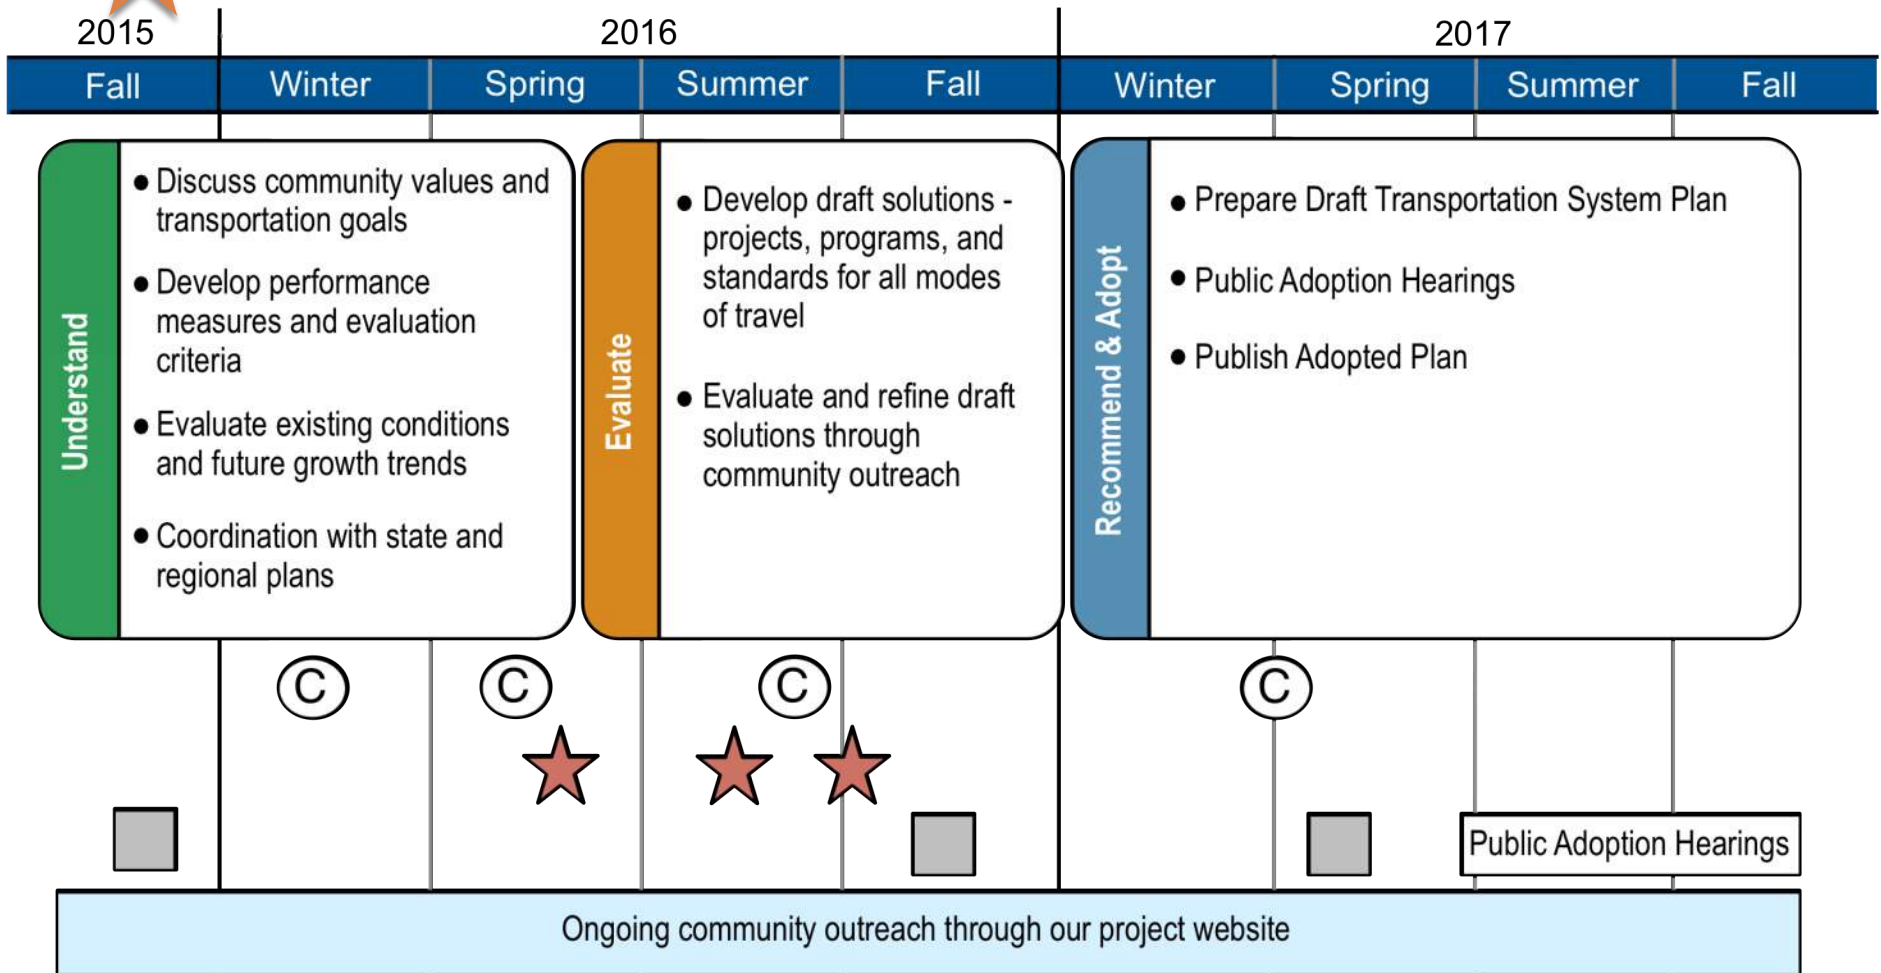 2015 2016 2017
Fall Winter Spring Summer Fall Winter Spring Summer Fall
Understand
● Discuss community values and
transportation goals
● Develop performance
measures and evaluation
criteria
● Evaluate existing conditions
and future growth trends
● Coordination with state and
regional plans
Evaluate
● Develop draft solutions -
projects, programs, and
standards for all modes
of travel
● Evaluate and refine draft
solutions through
community outreach
Recommend & Adopt
● Prepare Draft Transportation System Plan
● Public Adoption Hearings
● Publish Adopted Plan
C C C C
Public Adoption Hearings
Ongoing community outreach through our project website